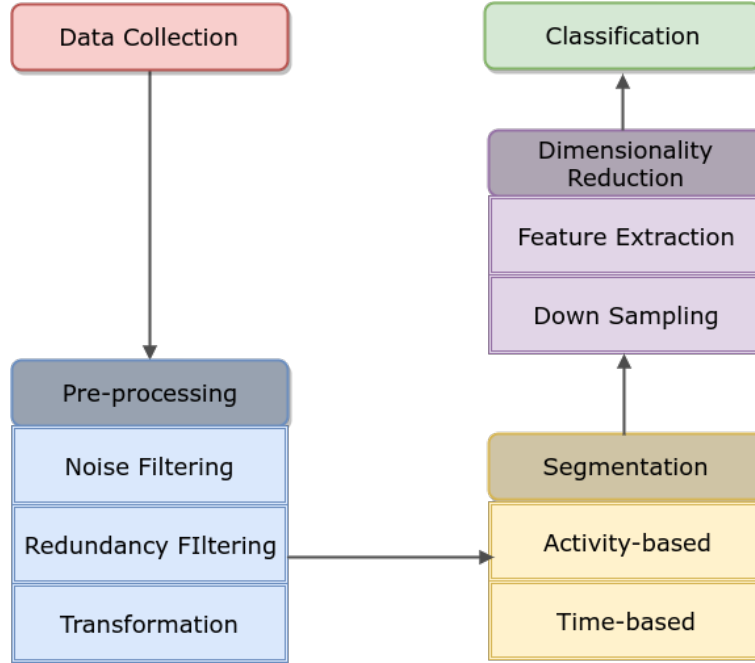 Data Collection
Pre-processing
Noise Filtering
Redundancy FIltering
Transformation
Segmentation
Activity-based
Time-based
Dimensionality
Reduction
Feature Extraction
Down Sampling
Classification